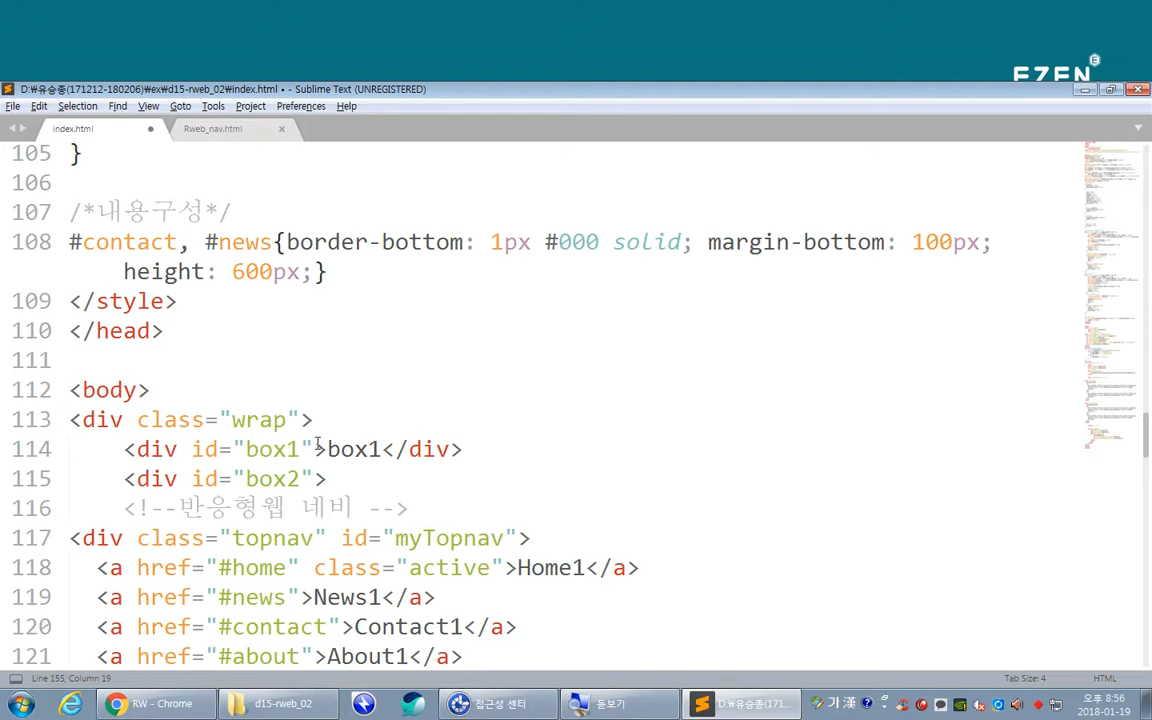 EZEN
D:₩유승종(171212-180206)₩ex₩d15-rweb_02₩index.html • - Sublime Text (UNREGISTERED)
File Edit Selection Find View Goto Tools Project Preferences Help
index.html Rweb_nav.html
105 }
106
107 /*내용구성*/
108 #contact, #news{border-bottom: 1px #000 solid; margin-bottom: 100px;
height: 600px;}
109 </style>
110 </head>
111
112 <body>
113 <div class="wrap">
114 <div id="box1">box1</div>
115 <div id="box2">
116 <!--반응형웹 네비 -->
117 <div class="topnav" id="myTopnav">
118 <a href="#home" class="active">Home1</a>
119 <a href="#news">News1</a>
120 <a href="#contact">Contact1</a>
121 <a href="#about">About1</a>
Line 155, Column 19 Tab Size: 4 HTML
RW - Chrome d15-rweb_02 접근성 센터 돋보기 D:₩유승종(171... 가 漢 오후 8:56
2018-01-19